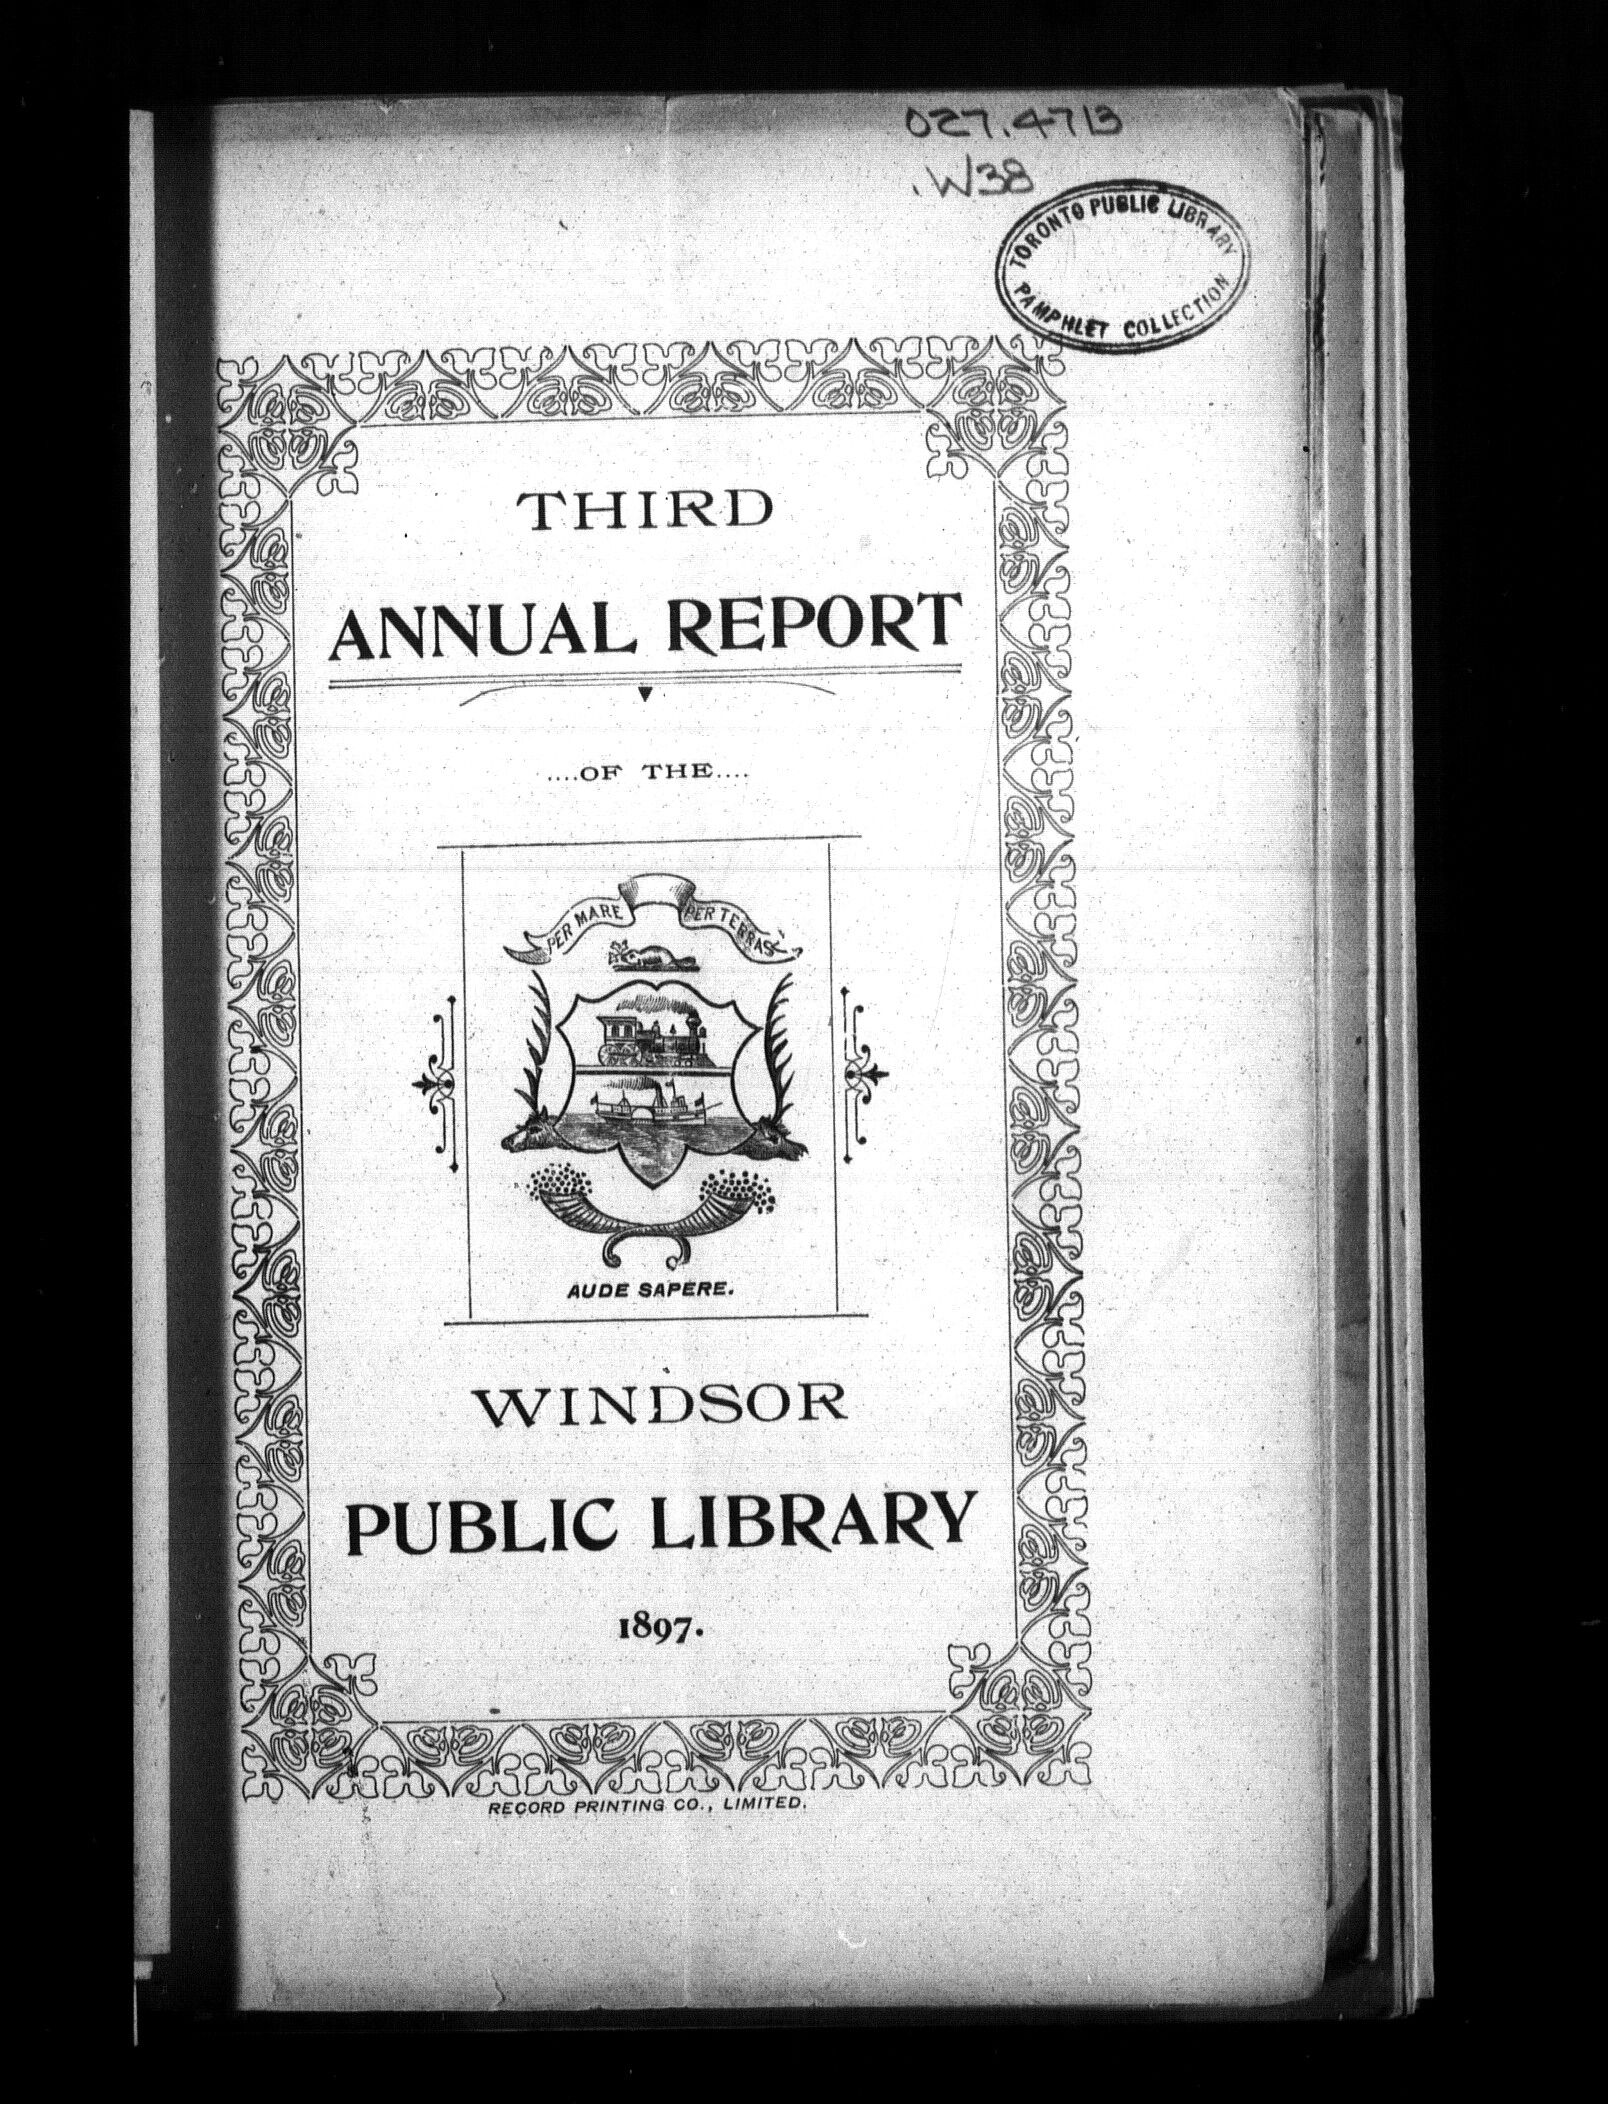 027.4713
.W38
TORONTO PUBLIC LIBRARY
PAMPHLET COLLECTION
THIRD
ANNUAL REPORT
....OF THE....
PER MARE PER TERRAS
AUDE SAPERE.
WINDSOR
PUBLIC LIBRARY
1897.
RECORD PRINTING CO., LIMITED.